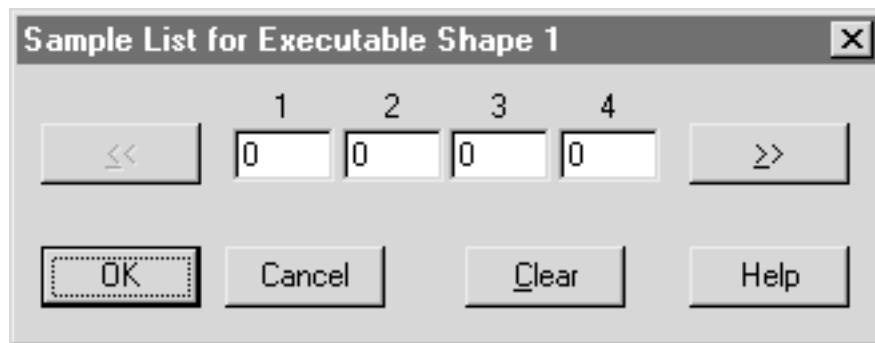 Sample List for Executable Shape 1
1 2 3 4
<< 0 0 0 0 >>
OK Cancel Clear Help